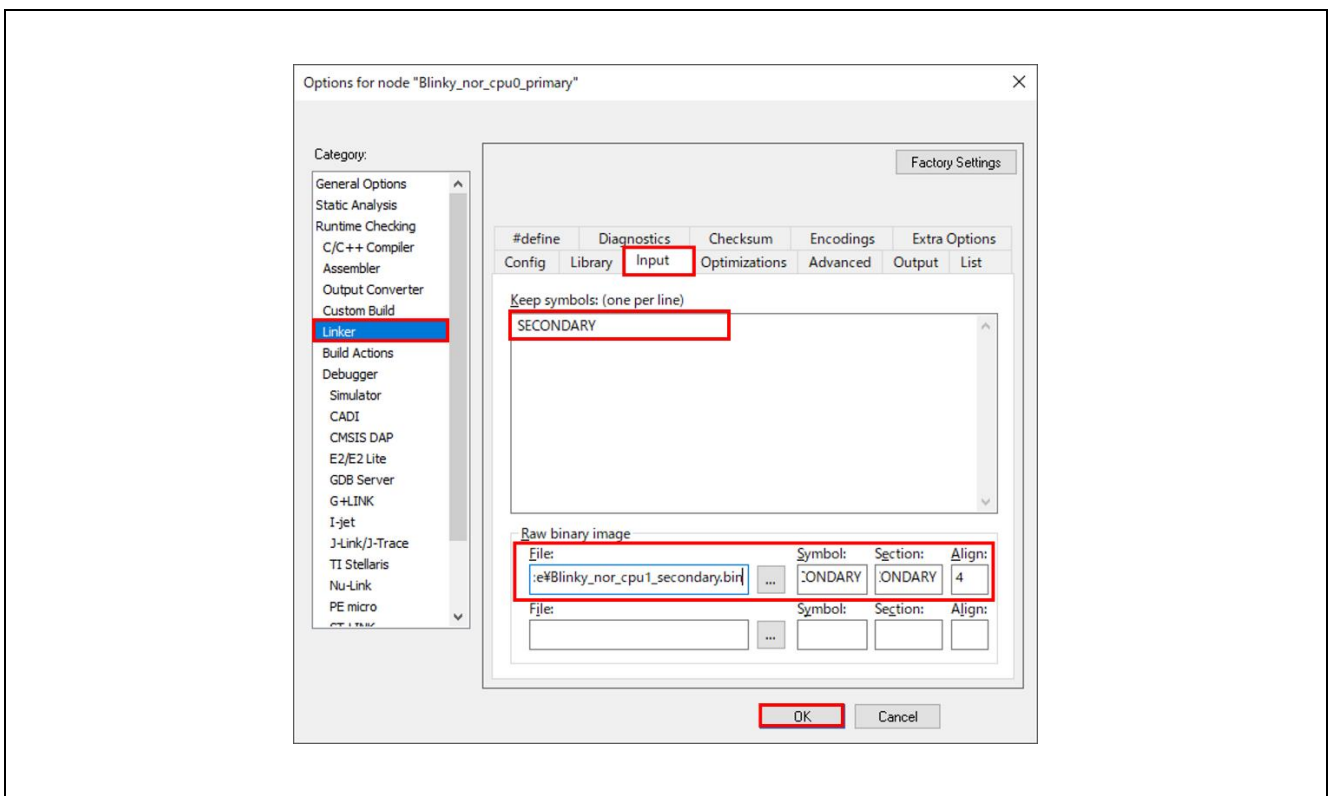 Options for node "Blinky_nor_cpu0_primary"
Category:
Factory Settings
General Options
Static Analysis
Runtime Checking
C/C++ Compiler
Assembler
Output Converter
Custom Build
Linker
Build Actions
Debugger
Simulator
CADI
CMSIS DAP
E2/E2 Lite
GDB Server
G+LINK
I-jet
J-Link/J-Trace
TI Stellaris
Nu-Link
PE micro
#define Diagnostics Checksum Encodings Extra Options
Config Library Input Optimizations Advanced Output List
Keep symbols: (one per line)
SECONDARY
Raw binary image
File: Symbol: Section: Align:
:e¥Blinky_nor_cpu1_secondary.bin ... CONDARY CONDARY 4
File: Symbol: Section: Align:
...
OK Cancel